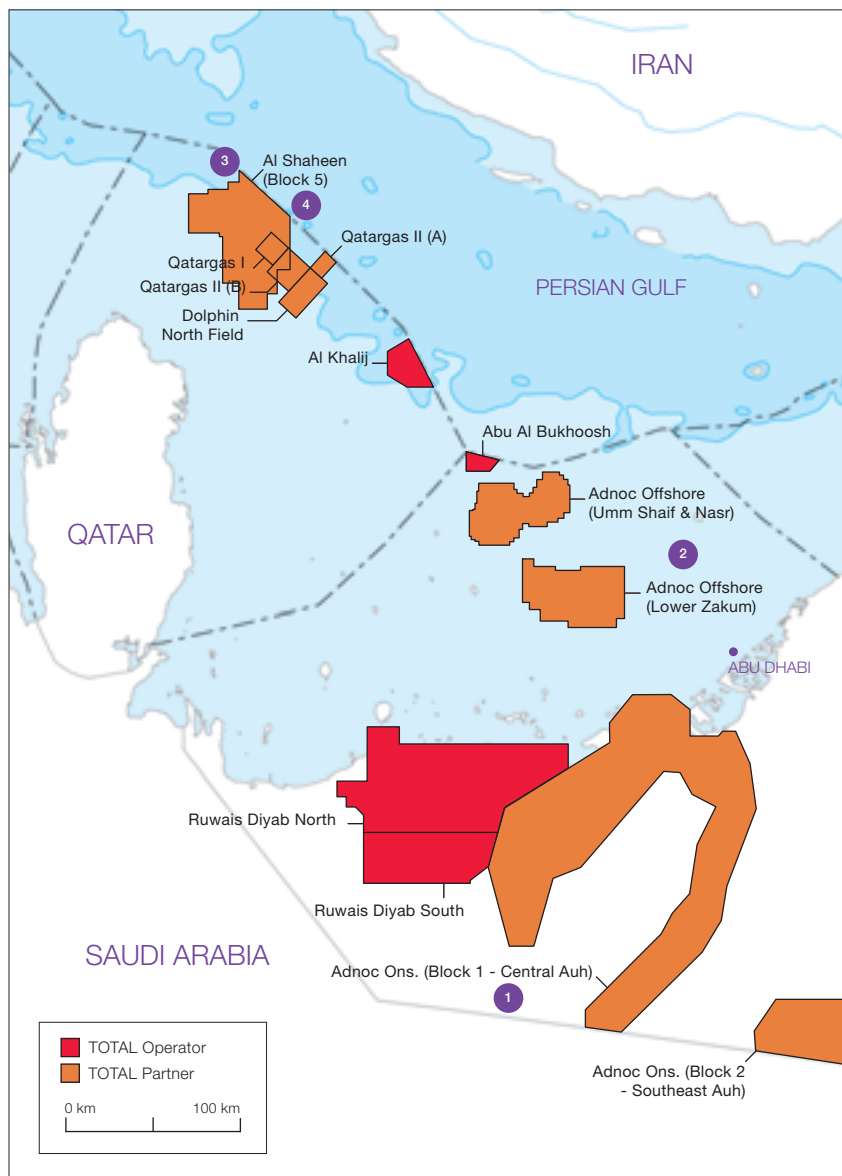 IRAN
3
Al Shaheen
(Block 5)
4
Qatargas II (A)
Qatargas I
Qatargas II (B)
PERSIAN GULF
Dolphin
North Field
Al Khalij
Abu Al Bukhoosh
Adnoc Offshore
(Umm Shaif & Nasr)
QATAR
2
Adnoc Offshore
(Lower Zakum)
ABU DHABI
Ruwais Diyab North
Ruwais Diyab South
SAUDI ARABIA
Adnoc Ons. (Block 1 - Central Auh)
1
Adnoc Ons. (Block 2
- Southeast Auh)
TOTAL Operator
TOTAL Partner
0 km 100 km